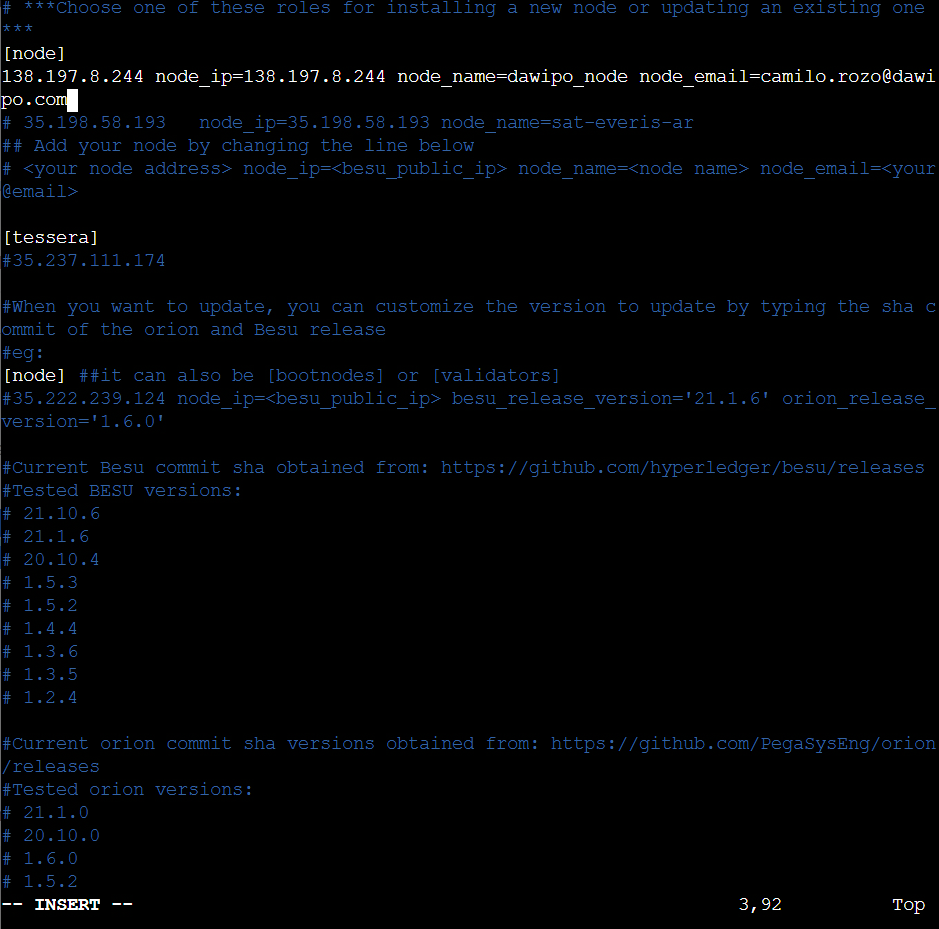 # ***Choose one of these roles for installing a new node or updating an existing one
***
[node]
138.197.8.244 node_ip=138.197.8.244 node_name=dawipo_node node_email=camilo.rozo@dawi
po.com
# 35.198.58.193   node_ip=35.198.58.193 node_name=sat-everis-ar
## Add your node by changing the line below
# <your node address> node_ip=<besu_public_ip> node_name=<node name> node_email=<your
@email>

[tessera]
#35.237.111.174

#When you want to update, you can customize the version to update by typing the sha c
ommit of the orion and Besu release
#eg:
[node] ##it can also be [bootnodes] or [validators]
#35.222.239.124 node_ip=<besu_public_ip> besu_release_version='21.1.6' orion_release_
version='1.6.0'

#Current Besu commit sha obtained from: https://github.com/hyperledger/besu/releases
#Tested BESU versions:
# 21.10.6
# 21.1.6
# 20.10.4
# 1.5.3
# 1.5.2
# 1.4.4
# 1.3.6
# 1.3.5
# 1.2.4

#Current orion commit sha versions obtained from: https://github.com/PegaSysEng/orion
/releases
#Tested orion versions:
# 21.1.0
# 20.10.0
# 1.6.0
# 1.5.2
-- INSERT -- 3,92 Top